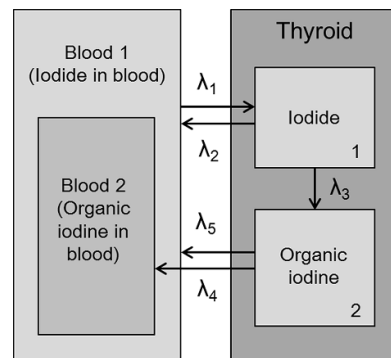 Blood 1
(Iodide in blood)
Blood 2
(Organic
iodine in
blood)
λ1
λ2
λ5
λ4
Thyroid
Iodide
1
λ3
Organic
iodine
2